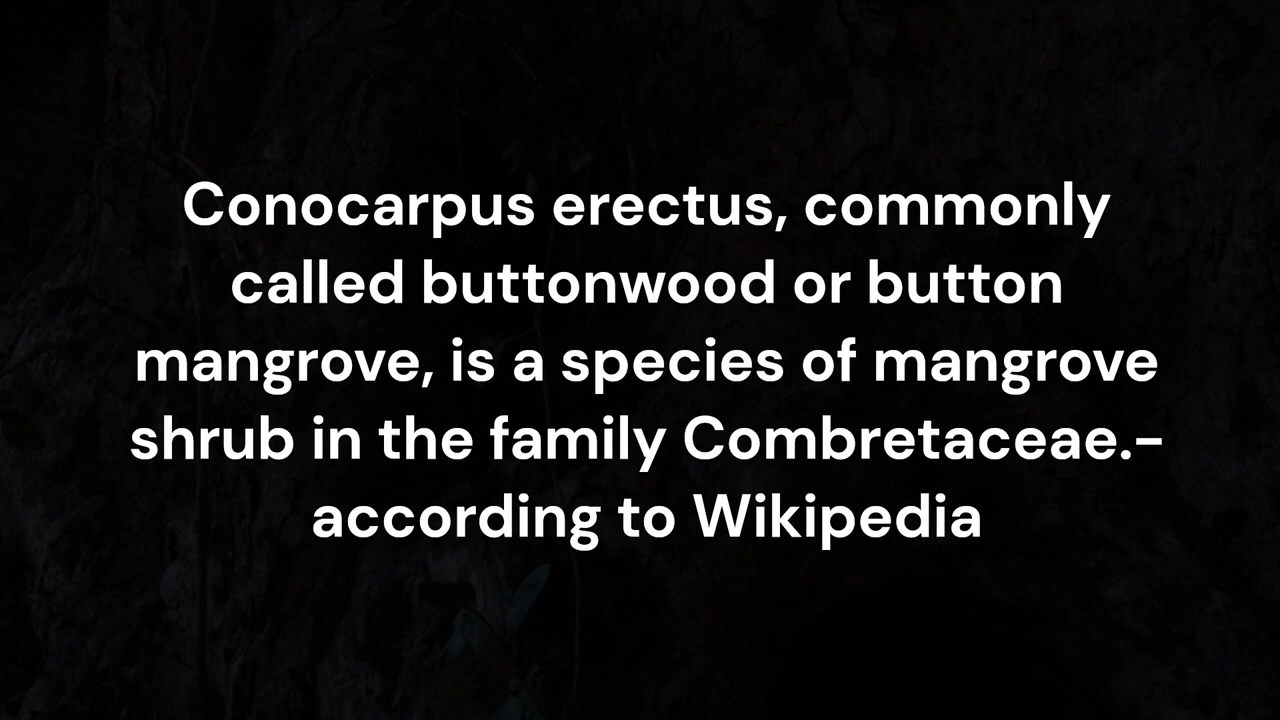 Conocarpus erectus, commonly
called buttonwood or button
mangrove, is a species of mangrove
shrub in the family Combretaceae.-
according to Wikipedia